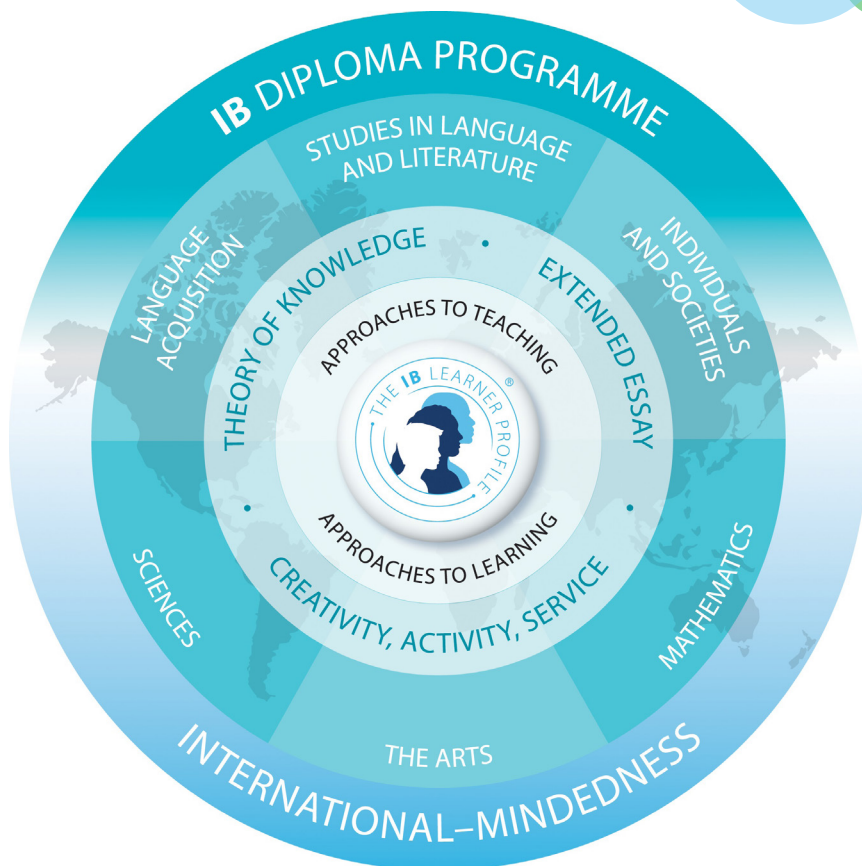 IB DIPLOMA PROGRAMME
STUDIES IN LANGUAGE
AND LITERATURE
LANGUAGE
ACQUISITION
INDIVIDUALS
AND SOCIETIES
THEORY OF KNOWLEDGE •
EXTENDED ESSAY •
APPROACHES TO TEACHING
• THE IB LEARNER PROFILE • ®
APPROACHES TO LEARNING
• CREATIVITY, ACTIVITY, SERVICE
SCIENCES
MATHEMATICS
THE ARTS
INTERNATIONAL–MINDEDNESS